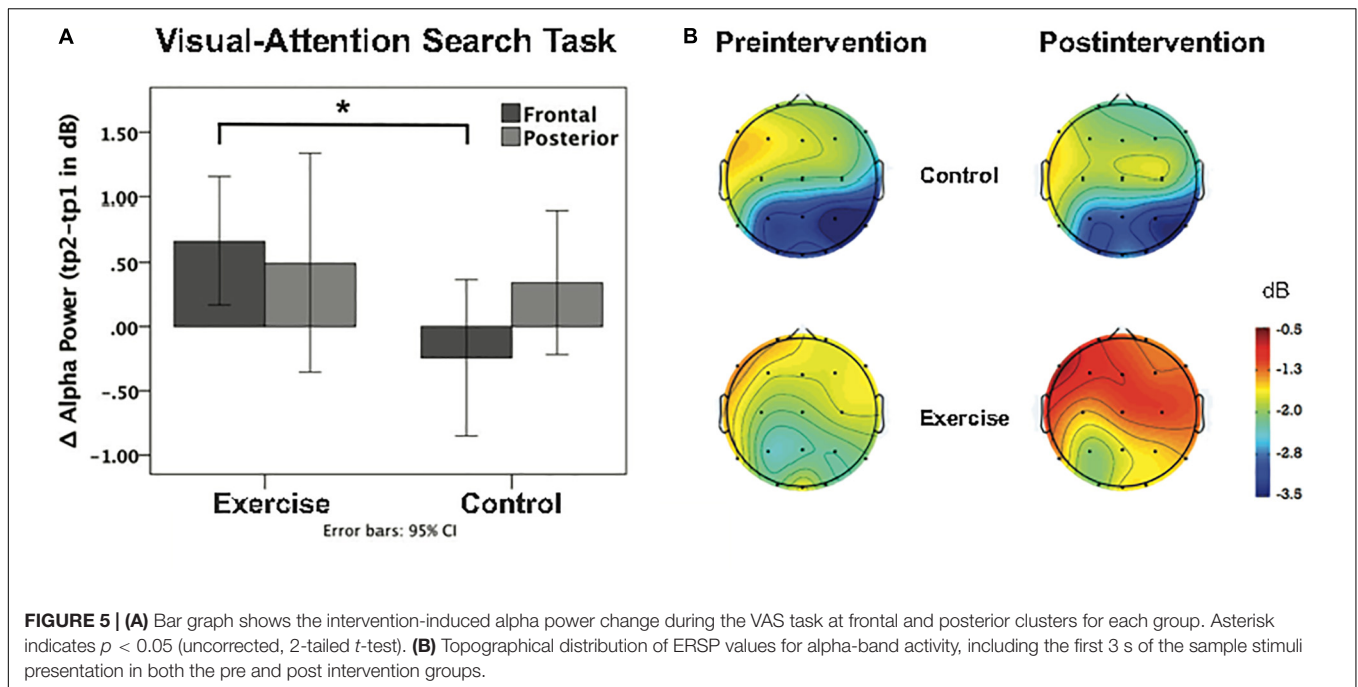 A
Visual-Attention Search Task
Δ Alpha Power (tp2-tp1 in dB)
1.50
1.00
.50
.00
-.50
-1.00
*
Frontal
Posterior
Exercise
Control
Error bars: 95% CI
B
Preintervention
Postintervention
Control
Exercise
dB
-0.5
-1.3
-2.0
-2.8
-3.5
FIGURE 5 | (A) Bar graph shows the intervention-induced alpha power change during the VAS task at frontal and posterior clusters for each group. Asterisk
indicates p < 0.05 (uncorrected, 2-tailed t-test). (B) Topographical distribution of ERSP values for alpha-band activity, including the first 3 s of the sample stimuli
presentation in both the pre and post intervention groups.